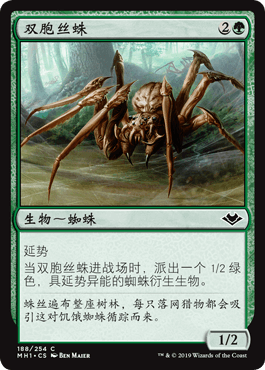 双胞丝蛛 2
生物～蜘蛛
延势
当双胞丝蛛进战场时，派出一个 1/2 绿
色，具延势异能的蜘蛛衍生生物。
蛛丝遍布整座树林，每只落网猎物都会吸
引这对饥饿蜘蛛循踪而来。
1/2
188/254 C
MH1 • CS BEN MAIER
™ & © 2019 Wizards of the Coast